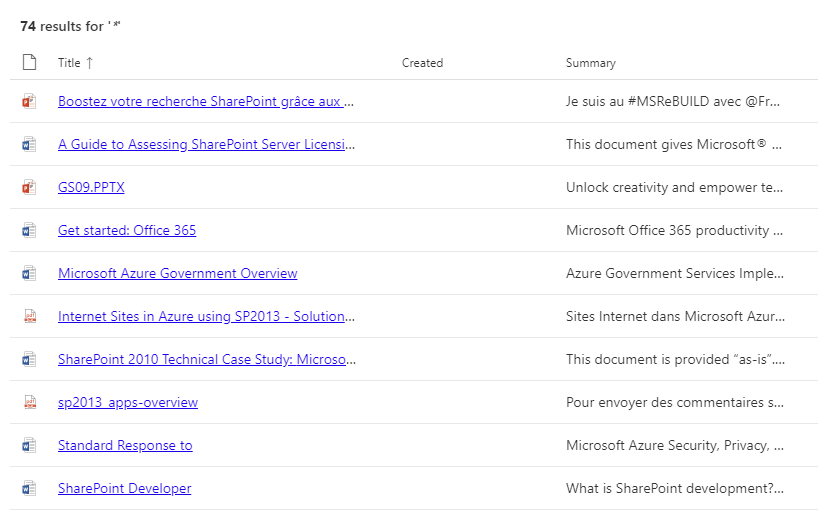 74 results for '*'
Title ↑ Created Summary
Boostez votre recherche SharePoint grâce aux ... Je suis au #MSReBUILD avec @Fr...
A Guide to Assessing SharePoint Server Licensi... This document gives Microsoft® ...
GS09.PPTX Unlock creativity and empower te...
Get started: Office 365 Microsoft Office 365 productivity ...
Microsoft Azure Government Overview Azure Government Services Imple...
Internet Sites in Azure using SP2013 - Solution... Sites Internet dans Microsoft Azur...
SharePoint 2010 Technical Case Study: Microso... This document is provided “as-is”....
sp2013_apps-overview Pour envoyer des commentaires s...
Standard Response to Microsoft Azure Security, Privacy, ...
SharePoint Developer What is SharePoint development?...